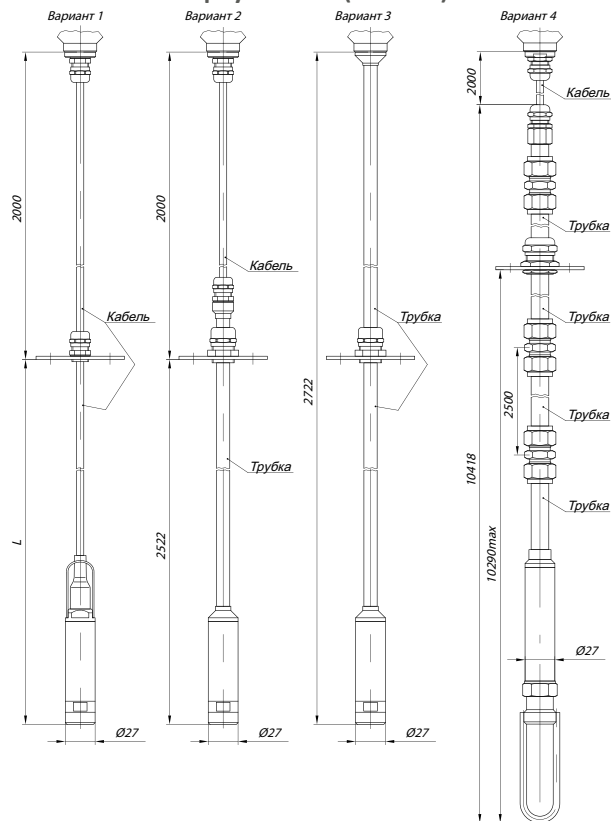 Вариант 1
Вариант 2
Вариант 3
Вариант 4
2000
Кабель
L
Ø27
2000
Кабель
Трубка
2522
Ø27
Трубка
2722
Ø27
2000
Кабель
Трубка
Трубка
2500
Трубка
Трубка
10418
10290max
Ø27